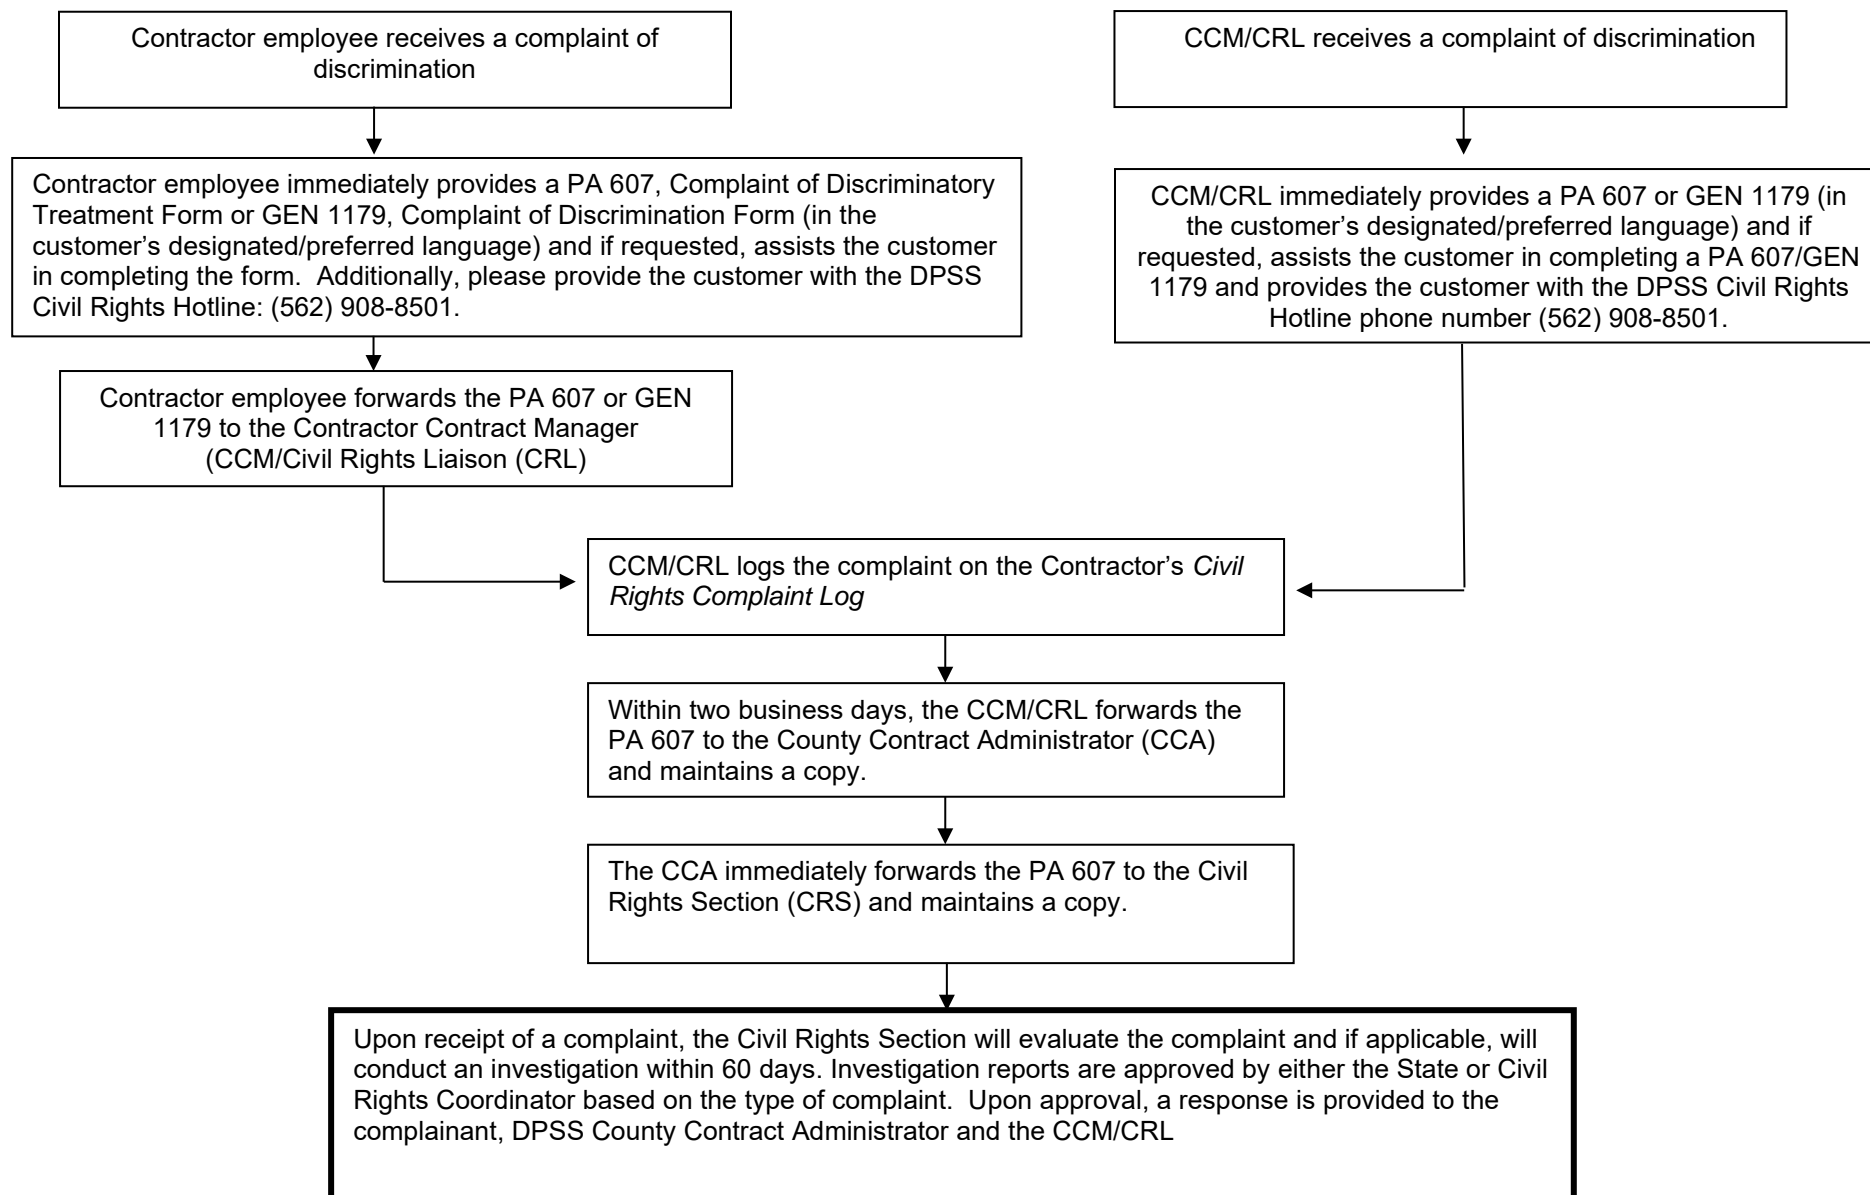 Contractor employee receives a complaint of
discrimination
CCM/CRL receives a complaint of discrimination
Contractor employee immediately provides a PA 607, Complaint of Discriminatory
Treatment Form or GEN 1179, Complaint of Discrimination Form (in the
customer’s designated/preferred language) and if requested, assists the customer
in completing the form.  Additionally, please provide the customer with the DPSS
Civil Rights Hotline: (562) 908-8501.
CCM/CRL immediately provides a PA 607 or GEN 1179 (in
the customer’s designated/preferred language) and if
requested, assists the customer in completing a PA 607/GEN
1179 and provides the customer with the DPSS Civil Rights
Hotline phone number (562) 908-8501.
Contractor employee forwards the PA 607 or GEN
1179 to the Contractor Contract Manager
(CCM/Civil Rights Liaison (CRL)
CCM/CRL logs the complaint on the Contractor’s Civil
Rights Complaint Log
Within two business days, the CCM/CRL forwards the
PA 607 to the County Contract Administrator (CCA)
and maintains a copy.
The CCA immediately forwards the PA 607 to the Civil
Rights Section (CRS) and maintains a copy.
Upon receipt of a complaint, the Civil Rights Section will evaluate the complaint and if applicable, will
conduct an investigation within 60 days. Investigation reports are approved by either the State or Civil
Rights Coordinator based on the type of complaint.  Upon approval, a response is provided to the
complainant, DPSS County Contract Administrator and the CCM/CRL